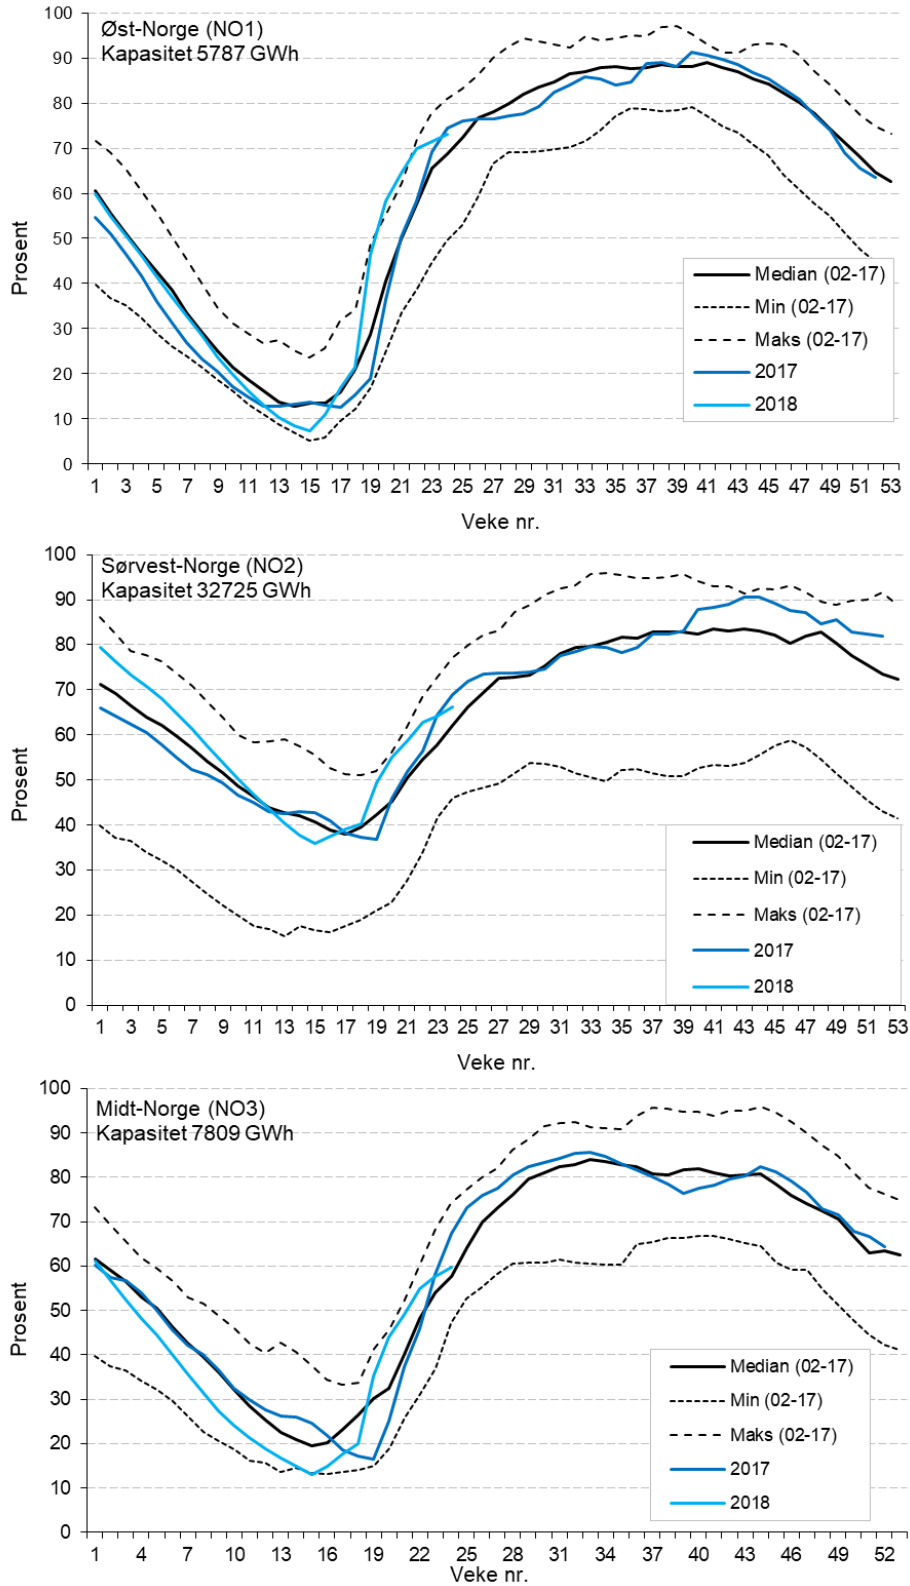 Øst-Norge (NO1)
Kapasitet 5787 GWh
Prosent
100
90
80
70
60
50
40
30
20
10
0
Median (02-17)
Min (02-17)
Maks (02-17)
2017
2018
1 3 5 7 9 11 13 15 17 19 21 23 25 27 29 31 33 35 37 39 41 43 45 47 49 51 53
Veke nr.
Sørvest-Norge (NO2)
Kapasitet 32725 GWh
Prosent
100
90
80
70
60
50
40
30
20
10
0
Median (02-17)
Min (02-17)
Maks (02-17)
2017
2018
1 3 5 7 9 11 13 15 17 19 21 23 25 27 29 31 33 35 37 39 41 43 45 47 49 51 53
Veke nr.
Midt-Norge (NO3)
Kapasitet 7809 GWh
Prosent
100
90
80
70
60
50
40
30
20
10
0
Median (02-17)
Min (02-17)
Maks (02-17)
2017
2018
1 4 7 10 13 16 19 22 25 28 31 34 37 40 43 46 49 52
Veke nr.